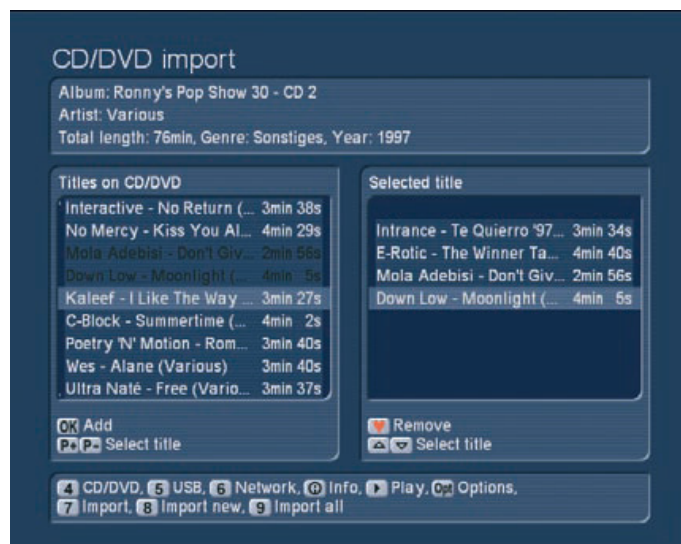 CD/DVD import
Album: Ronny's Pop Show 30 - CD 2
Artist: Various
Total length: 76min, Genre: Sonstiges, Year: 1997
Titles on CD/DVD
Interactive - No Return (... 3min 38s
No Mercy - Kiss You Al... 4min 29s
Mola Adebisi - Don't Giv... 2min 56s
Down Low - Moonlight (... 4min 5s
Kaleef - I Like The Way ... 3min 27s
C-Block - Summertime (... 4min 2s
Poetry 'N' Motion - Rom... 3min 40s
Wes - Alane (Various) 3min 40s
Ultra Naté - Free (Vario... 3min 37s
OK Add
P+ P- Select title
Selected title
Intrance - Te Quierro '97... 3min 34s
E-Rotic - The Winner Ta... 4min 40s
Mola Adebisi - Don't Giv... 2min 56s
Down Low - Moonlight (... 4min 5s
Remove
Select title
4 CD/DVD, 5 USB, 6 Network, Info, Play, Opt Options,
7 Import, 8 Import new, 9 Import all